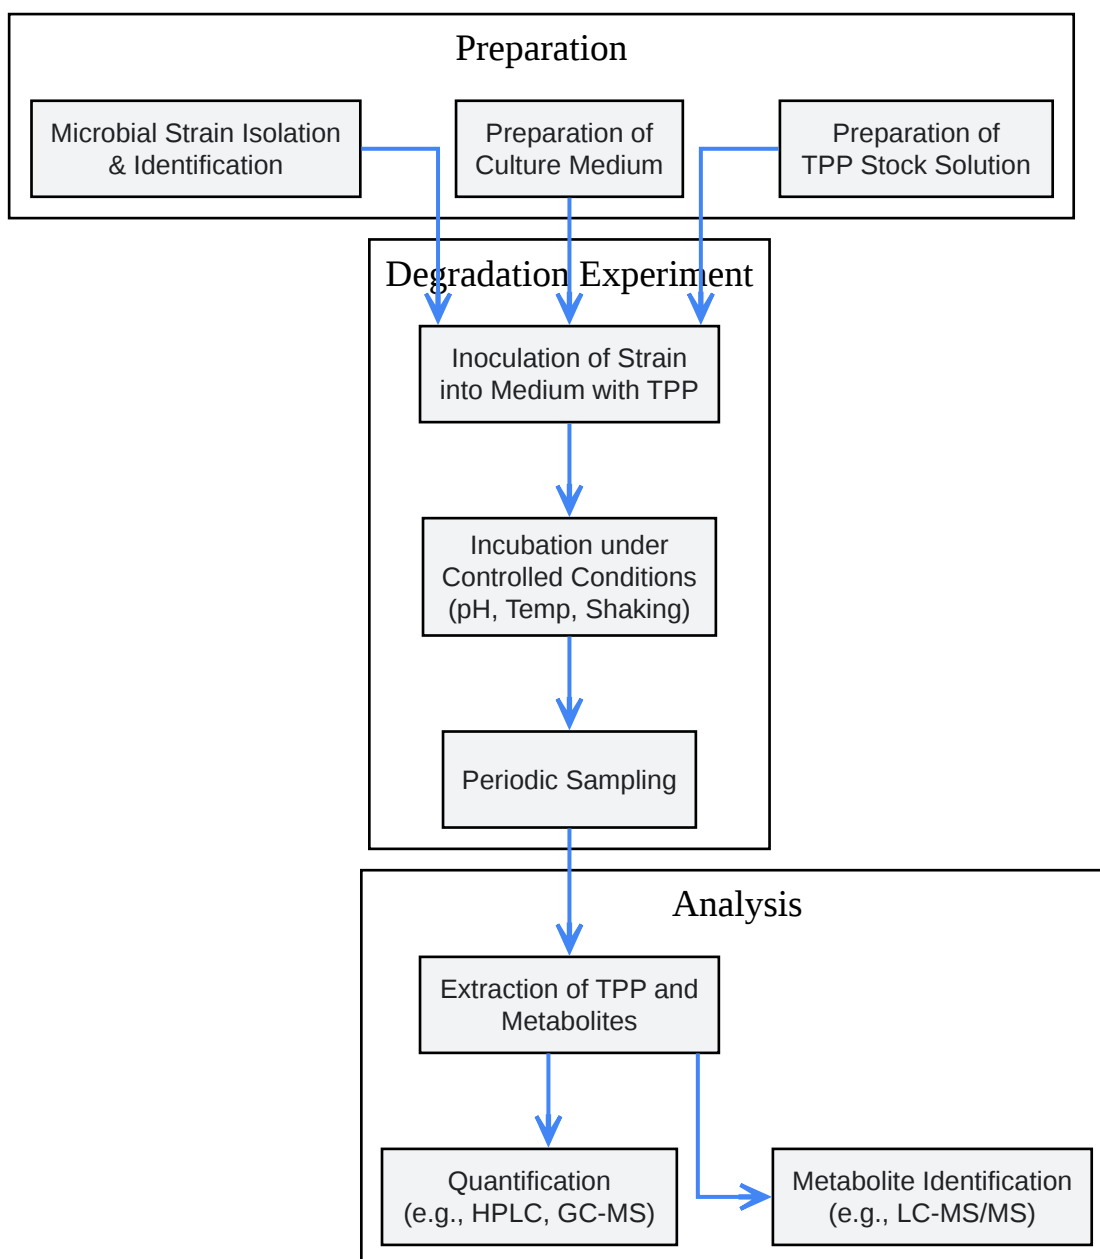 Preparation
Microbial Strain Isolation
& Identification
Preparation of
Culture Medium
Preparation of
TPP Stock Solution
Degradation Experiment
Inoculation of Strain
into Medium with TPP
Incubation under
Controlled Conditions
(pH, Temp, Shaking)
Periodic Sampling
Analysis
Extraction of TPP and
Metabolites
Quantification
(e.g., HPLC, GC-MS)
Metabolite Identification
(e.g., LC-MS/MS)